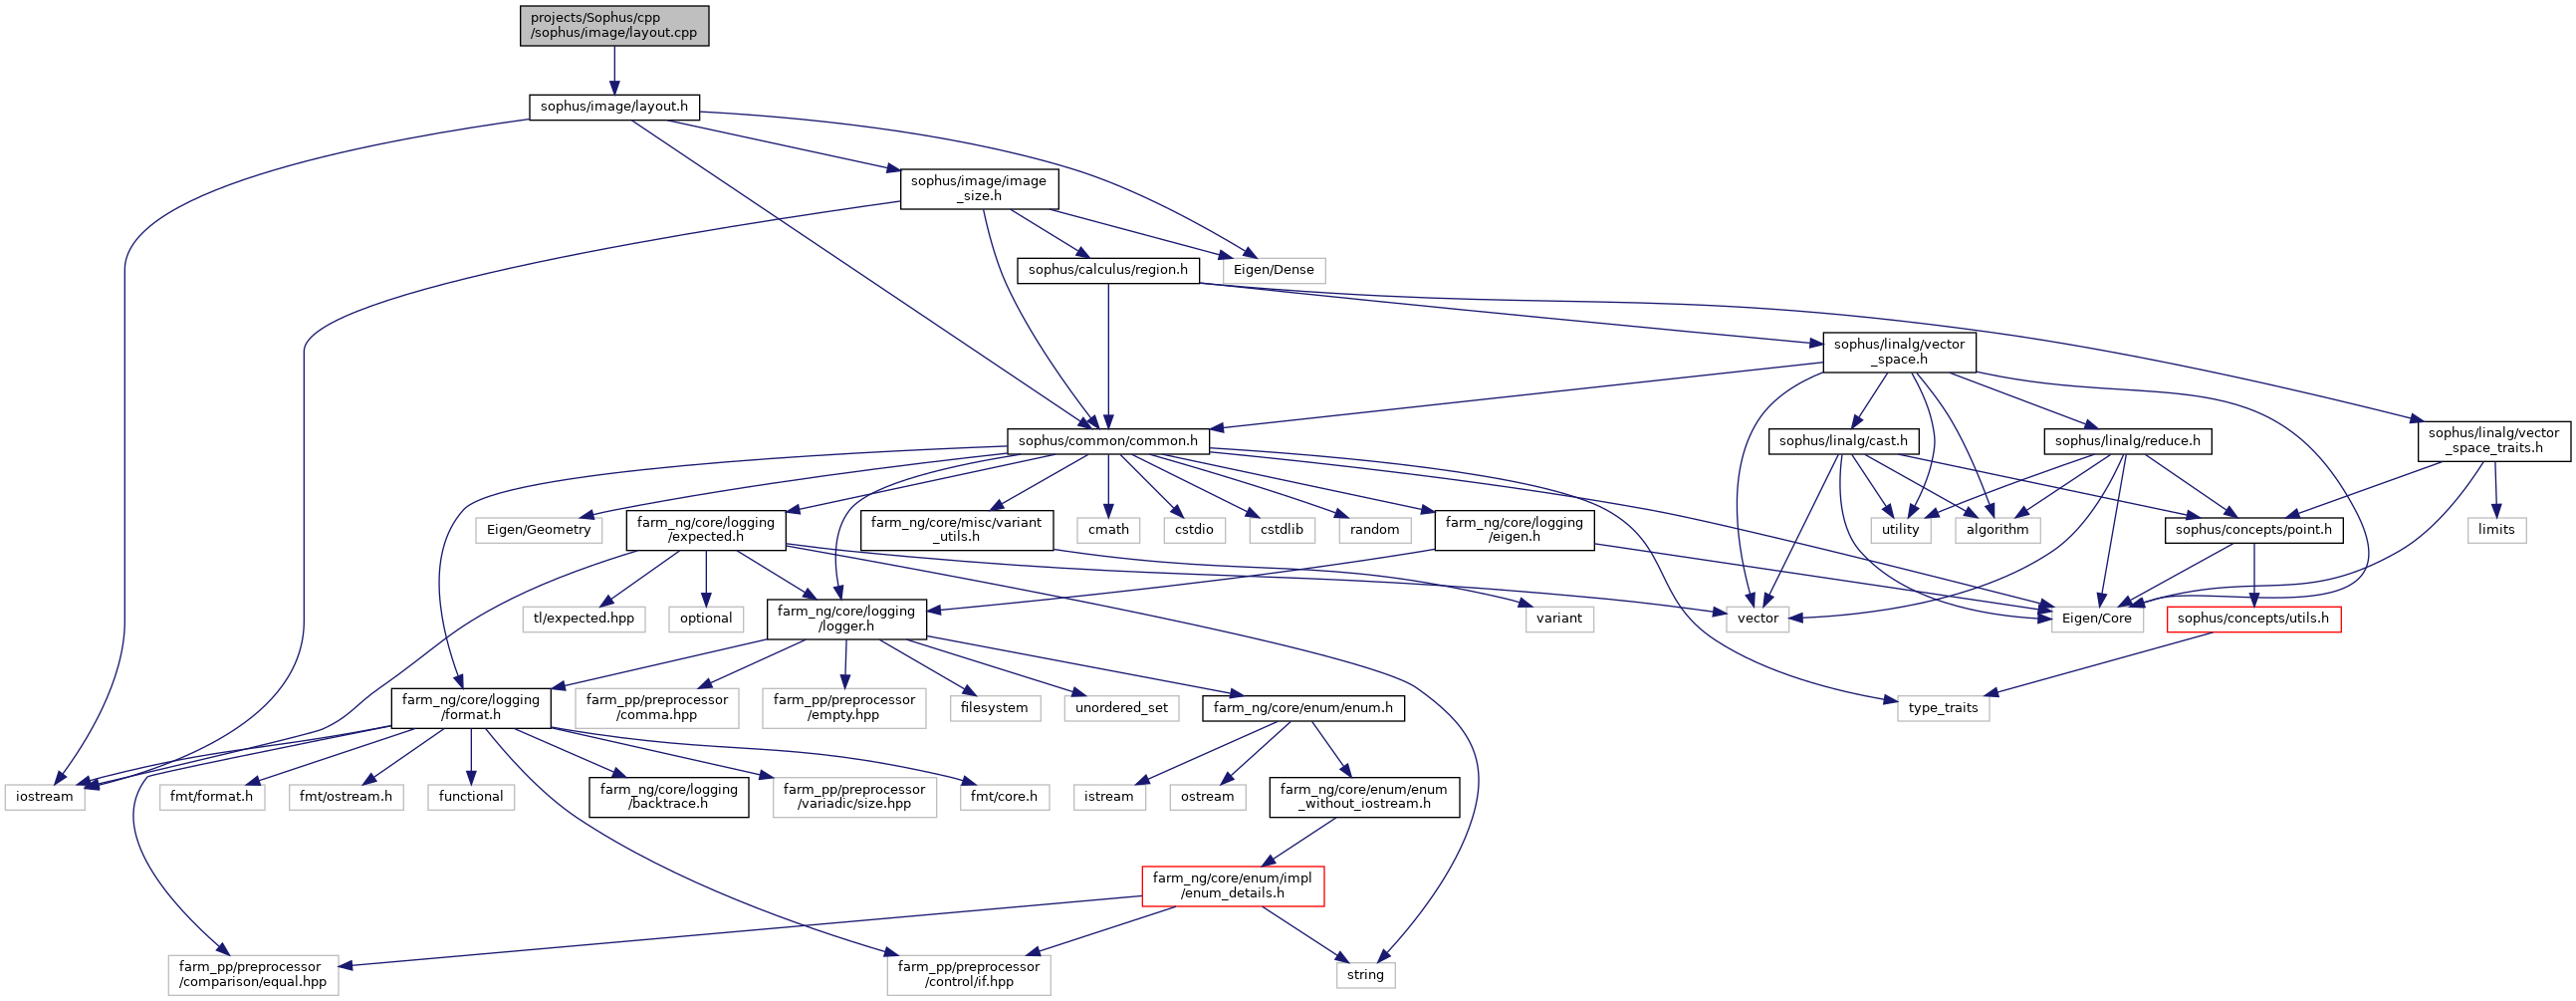 projects/Sophus/cpp
/sophus/image/layout.cpp
sophus/image/layout.h
sophus/image/image
_size.h
sophus/calculus/region.h
Eigen/Dense
sophus/linalg/vector
_space.h
sophus/common/common.h
sophus/linalg/cast.h
sophus/linalg/reduce.h
sophus/linalg/vector
_space_traits.h
Eigen/Geometry
farm_ng/core/logging
/expected.h
farm_ng/core/misc/variant
_utils.h
cmath
cstdio
cstdlib
random
farm_ng/core/logging
/eigen.h
utility
algorithm
sophus/concepts/point.h
limits
tl/expected.hpp
optional
farm_ng/core/logging
/logger.h
variant
vector
Eigen/Core
sophus/concepts/utils.h
farm_ng/core/logging
/format.h
farm_pp/preprocessor
/comma.hpp
farm_pp/preprocessor
/empty.hpp
filesystem
unordered_set
farm_ng/core/enum/enum.h
type_traits
iostream
fmt/format.h
fmt/ostream.h
functional
farm_ng/core/logging
/backtrace.h
farm_pp/preprocessor
/variadic/size.hpp
fmt/core.h
istream
ostream
farm_ng/core/enum/enum
_without_iostream.h
farm_ng/core/enum/impl
/enum_details.h
farm_pp/preprocessor
/comparison/equal.hpp
farm_pp/preprocessor
/control/if.hpp
string